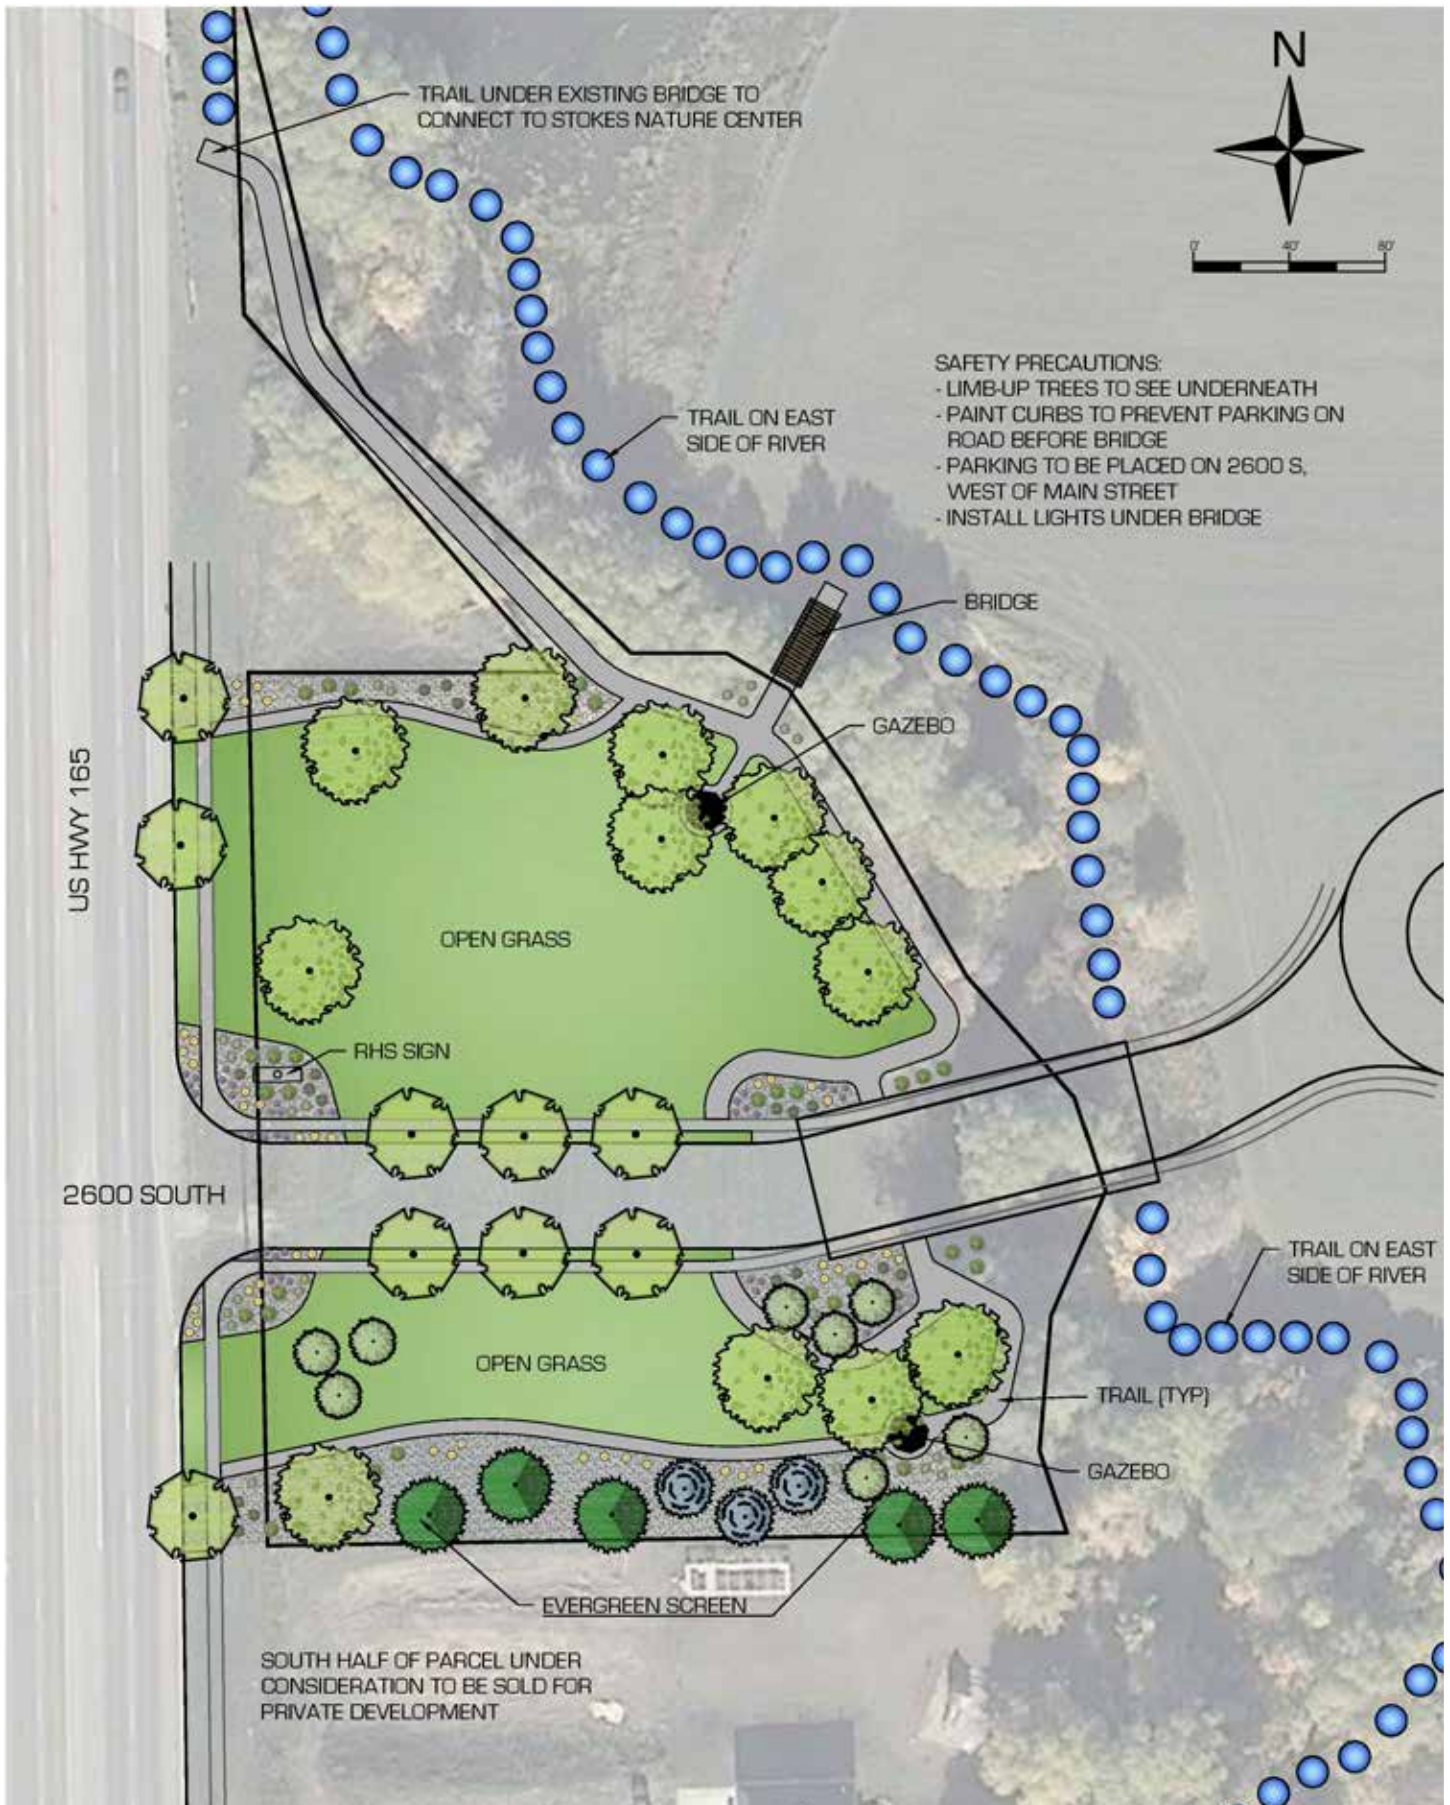 N
TRAIL UNDER EXISTING BRIDGE TO
CONNECT TO STOKES NATURE CENTER
0' 40' 80'
SAFETY PRECAUTIONS:
- LIMB-UP TREES TO SEE UNDERNEATH
- PAINT CURBS TO PREVENT PARKING ON
ROAD BEFORE BRIDGE
- PARKING TO BE PLACED ON 2600 S,
WEST OF MAIN STREET
- INSTALL LIGHTS UNDER BRIDGE
TRAIL ON EAST
SIDE OF RIVER
BRIDGE
GAZEBO
US HWY 165
OPEN GRASS
RHS SIGN
2600 SOUTH
TRAIL ON EAST
SIDE OF RIVER
OPEN GRASS
TRAIL (TYP)
GAZEBO
EVERGREEN SCREEN
SOUTH HALF OF PARCEL UNDER
CONSIDERATION TO BE SOLD FOR
PRIVATE DEVELOPMENT